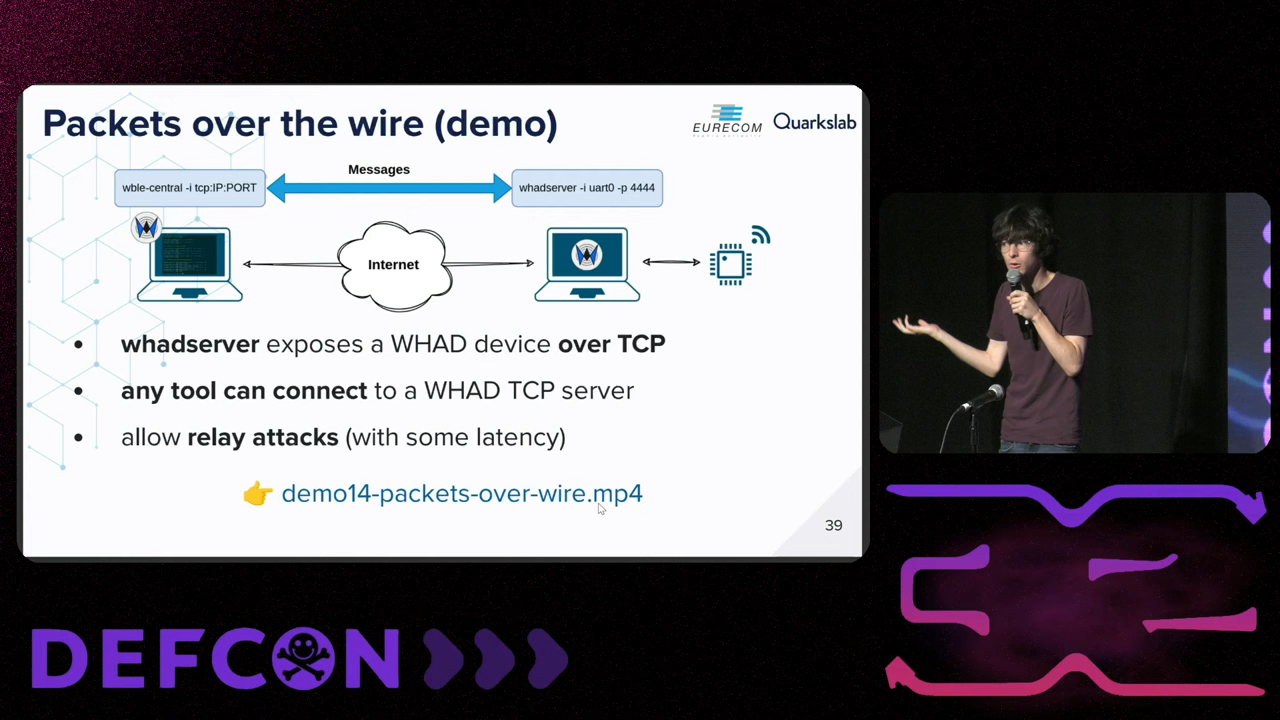 Packets over the wire (demo)
EURECOM
Quarkslab
Messages
wble-central -i tcp:IP:PORT
whadserver -i uart0 -p 4444
Internet
• whadserver exposes a WHAD device over TCP
• any tool can connect to a WHAD TCP server
• allow relay attacks (with some latency)
👉 demo14-packets-over-wire.mp4
39
DEFCON